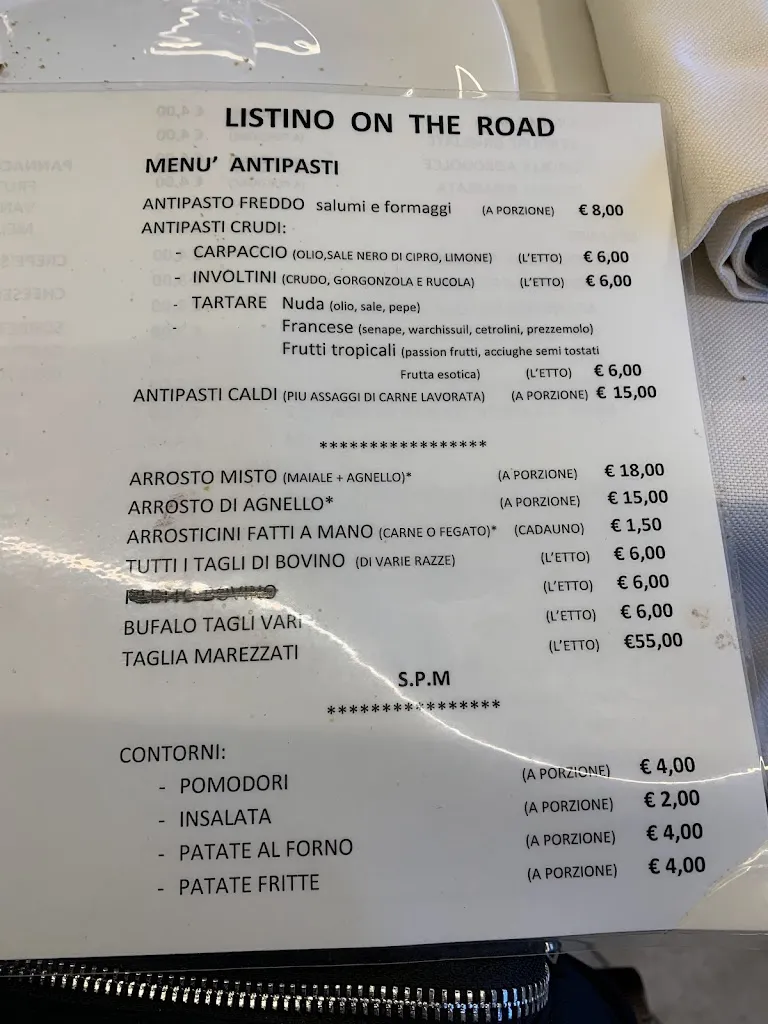 LISTINO ON THE ROAD
MENU' ANTIPASTI
ANTIPASTO FREDDO salumi e formaggi (A PORZIONE) € 8,00
ANTIPASTI CRUDI:
- CARPACCIO (OLIO,SALE NERO DI CIPRO, LIMONE) (L'ETTO) € 6,00
- INVOLTINI (CRUDO, GORGONZOLA E RUCOLA) (L'ETTO) € 6,00
- TARTARE Nuda (olio, sale, pepe)
- Francese (senape, warchissuil, cetrolini, prezzemolo)
Frutti tropicali (passion frutti, acciughe semi tostati
Frutta esotica) (L'ETTO) € 6,00
ANTIPASTI CALDI (PIU ASSAGGI DI CARNE LAVORATA) (A PORZIONE) € 15,00
*****************
ARROSTO MISTO (MAIALE + AGNELLO)* (A PORZIONE) € 18,00
ARROSTO DI AGNELLO* (A PORZIONE) € 15,00
ARROSTICINI FATTI A MANO (CARNE O FEGATO)* (CADAUNO) € 1,50
TUTTI I TAGLI DI BOVINO (DI VARIE RAZZE) (L'ETTO) € 6,00
(L'ETTO) € 6,00
BUFALO TAGLI VARI (L'ETTO) € 6,00
TAGLIA MAREZZATI (L'ETTO) €55,00
S.P.M
****************
CONTORNI:
- POMODORI (A PORZIONE) € 4,00
- INSALATA (A PORZIONE) € 2,00
- PATATE AL FORNO (A PORZIONE) € 4,00
- PATATE FRITTE (A PORZIONE) € 4,00